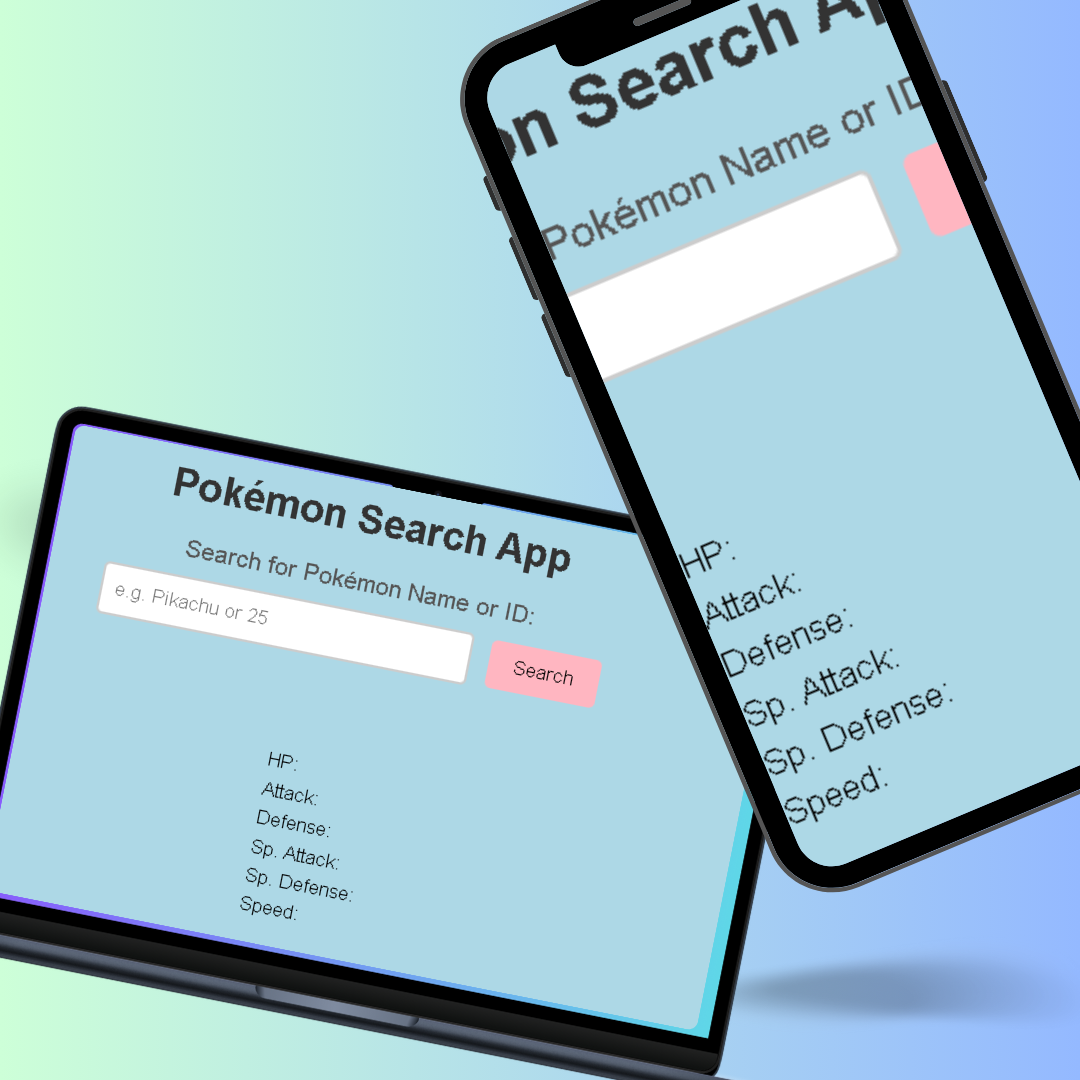 on Search Ap
Pokémon Name or ID
HP:
Attack:
Defense:
Sp. Attack:
Sp. Defense:
Speed:
Pokémon Search App
Search for Pokémon Name or ID:
e.g. Pikachu or 25
Search
HP:
Attack:
Defense:
Sp. Attack:
Sp. Defense:
Speed: